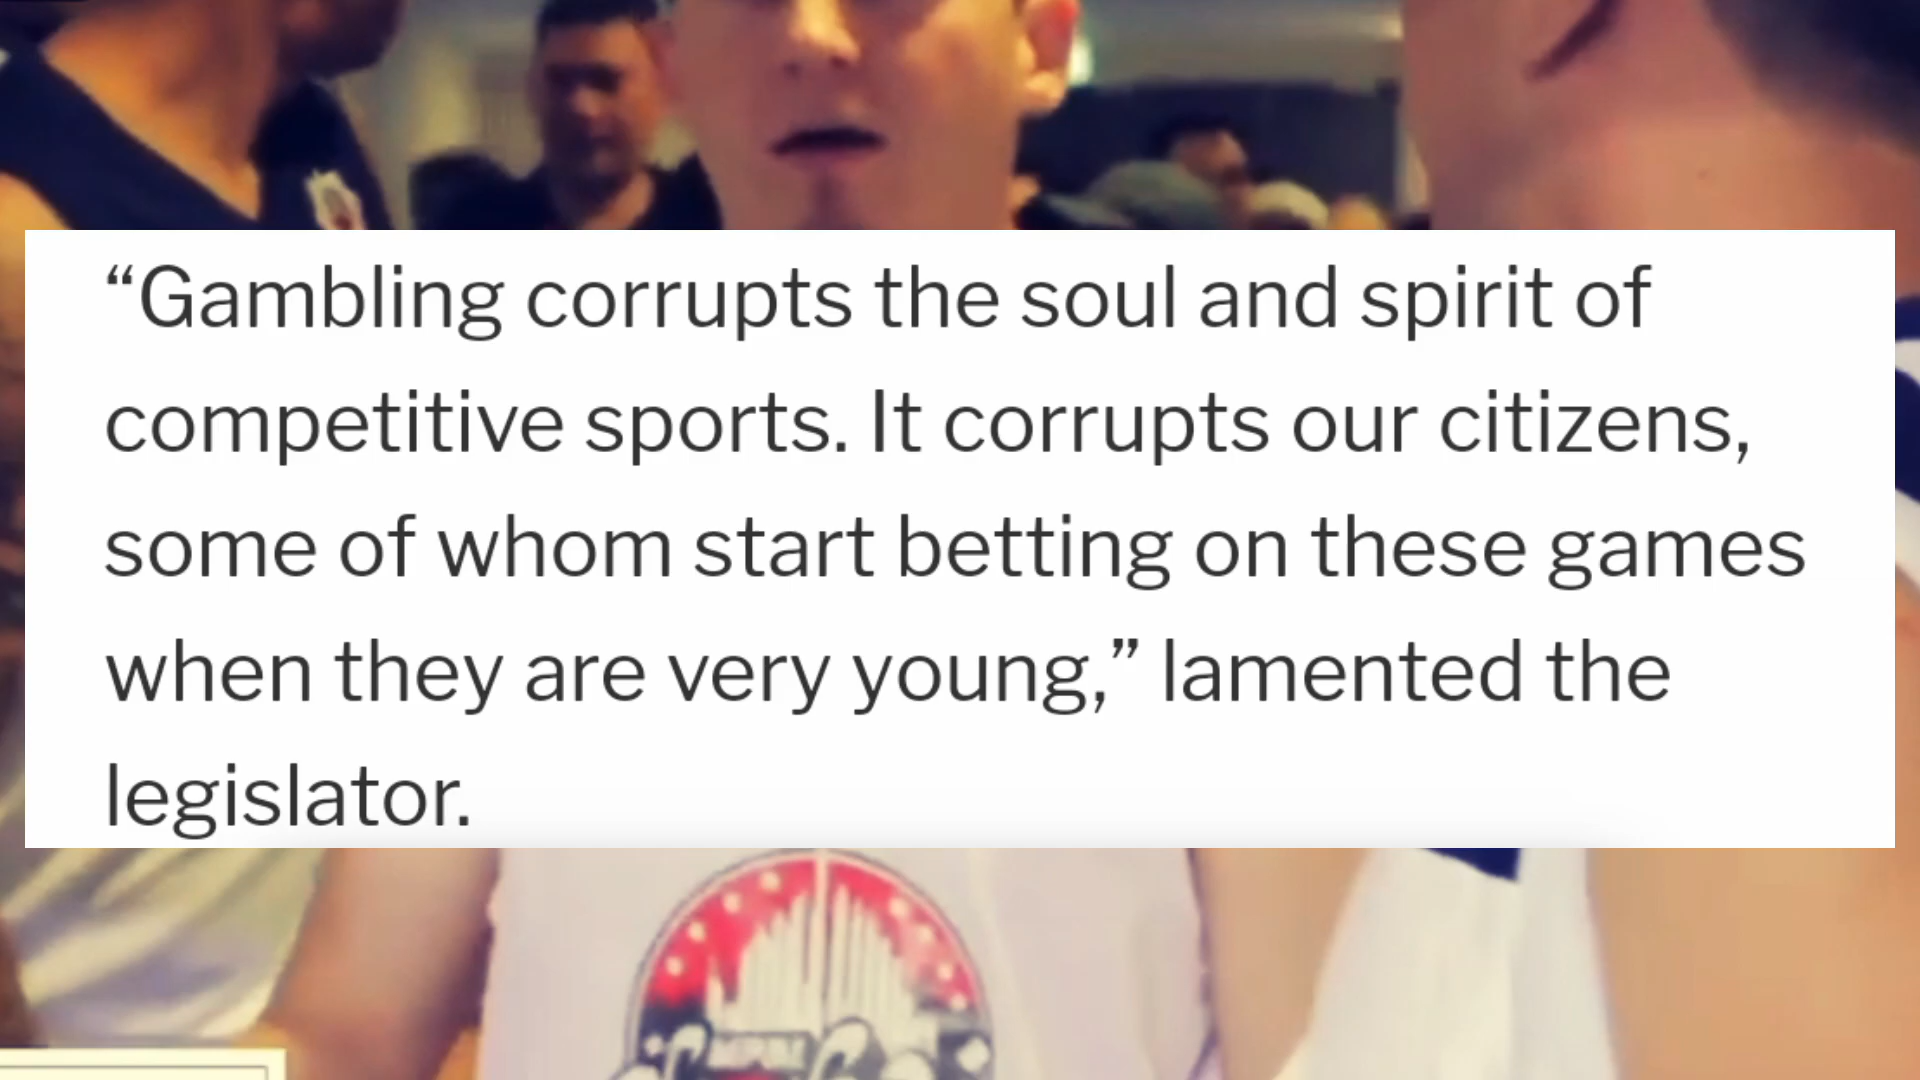 “Gambling corrupts the soul and spirit of
competitive sports. It corrupts our citizens,
some of whom start betting on these games
when they are very young,” lamented the
legislator.